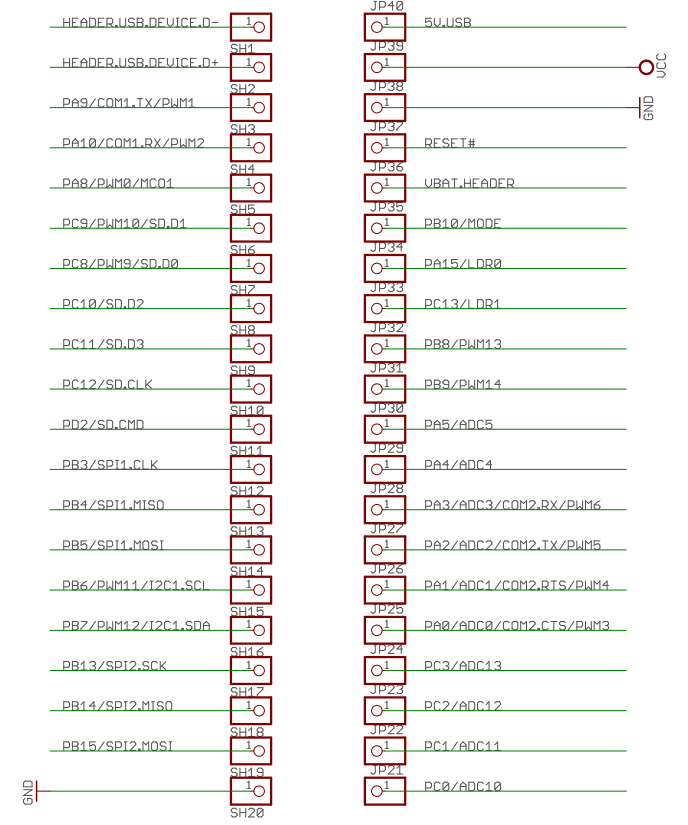 HEADER.USB.DEVICE.D- 1 SH1
HEADER.USB.DEVICE.D+ 1 SH2
PA9/COM1.TX/PWM1 1 SH3
PA10/COM1.RX/PWM2 1 SH4
PA8/PWM0/MCO1 1 SH5
PC9/PWM10/SD.D1 1 SH6
PC8/PWM9/SD.D0 1 SH7
PC10/SD.D2 1 SH8
PC11/SD.D3 1 SH9
PC12/SD.CLK 1 SH10
PD2/SD.CMD 1 SH11
PB3/SPI1.CLK 1 SH12
PB4/SPI1.MISO 1 SH13
PB5/SPI1.MOSI 1 SH14
PB6/PWM11/I2C1.SCL 1 SH15
PB7/PWM12/I2C1.SDA 1 SH16
PB13/SPI2.SCK 1 SH17
PB14/SPI2.MISO 1 SH18
PB15/SPI2.MOSI 1 SH19
GND 1 SH20
JP40 1 5V.USB
JP39 1 VCC
JP38 1 GND
JP37 1 RESET#
JP36 1 VBAT.HEADER
JP35 1 PB10/MODE
JP34 1 PA15/LDR0
JP33 1 PC13/LDR1
JP32 1 PB8/PWM13
JP31 1 PB9/PWM14
JP30 1 PA5/ADC5
JP29 1 PA4/ADC4
JP28 1 PA3/ADC3/COM2.RX/PWM6
JP27 1 PA2/ADC2/COM2.TX/PWM5
JP26 1 PA1/ADC1/COM2.RTS/PWM4
JP25 1 PA0/ADC0/COM2.CTS/PWM3
JP24 1 PC3/ADC13
JP23 1 PC2/ADC12
JP22 1 PC1/ADC11
JP21 1 PC0/ADC10